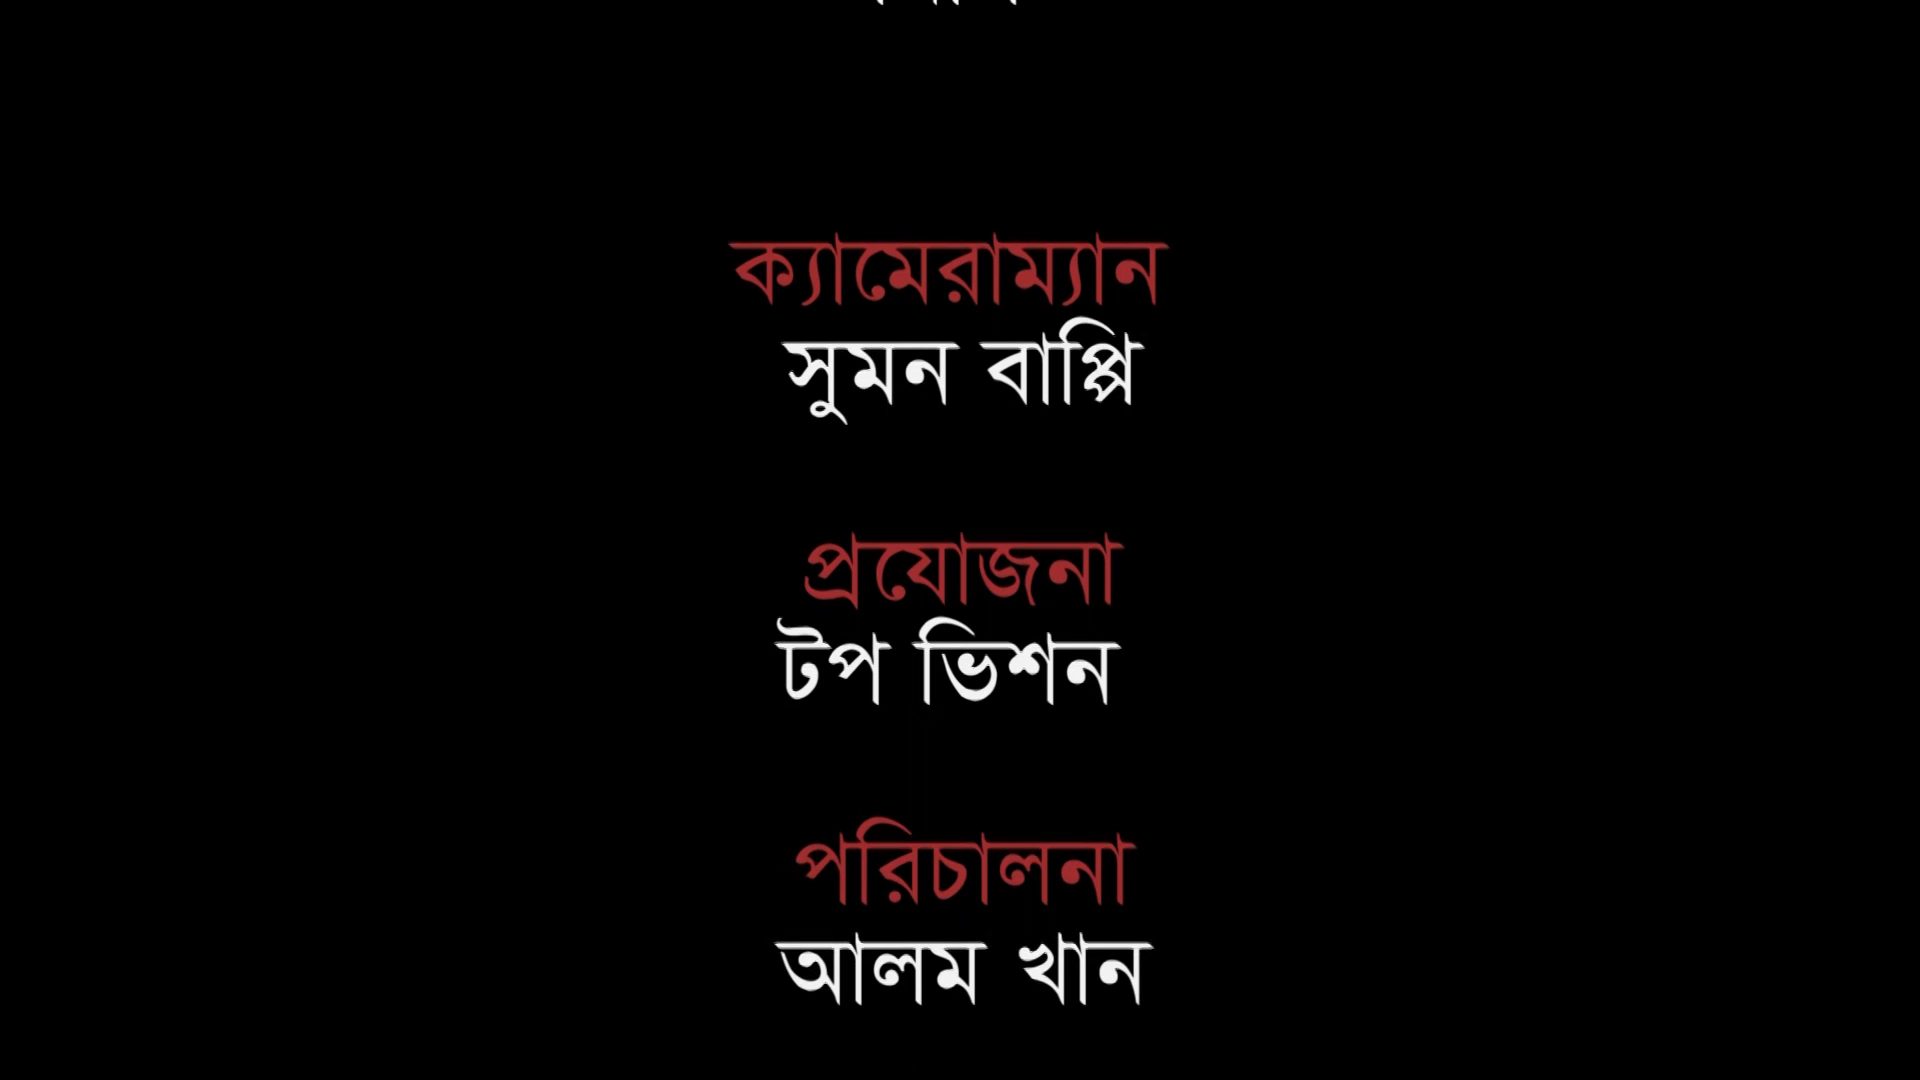 ক্যামেরাম্যান
সুমন বাপ্পি
প্রযোজনা
টপ ভিশন
পরিচালনা
আলম খান